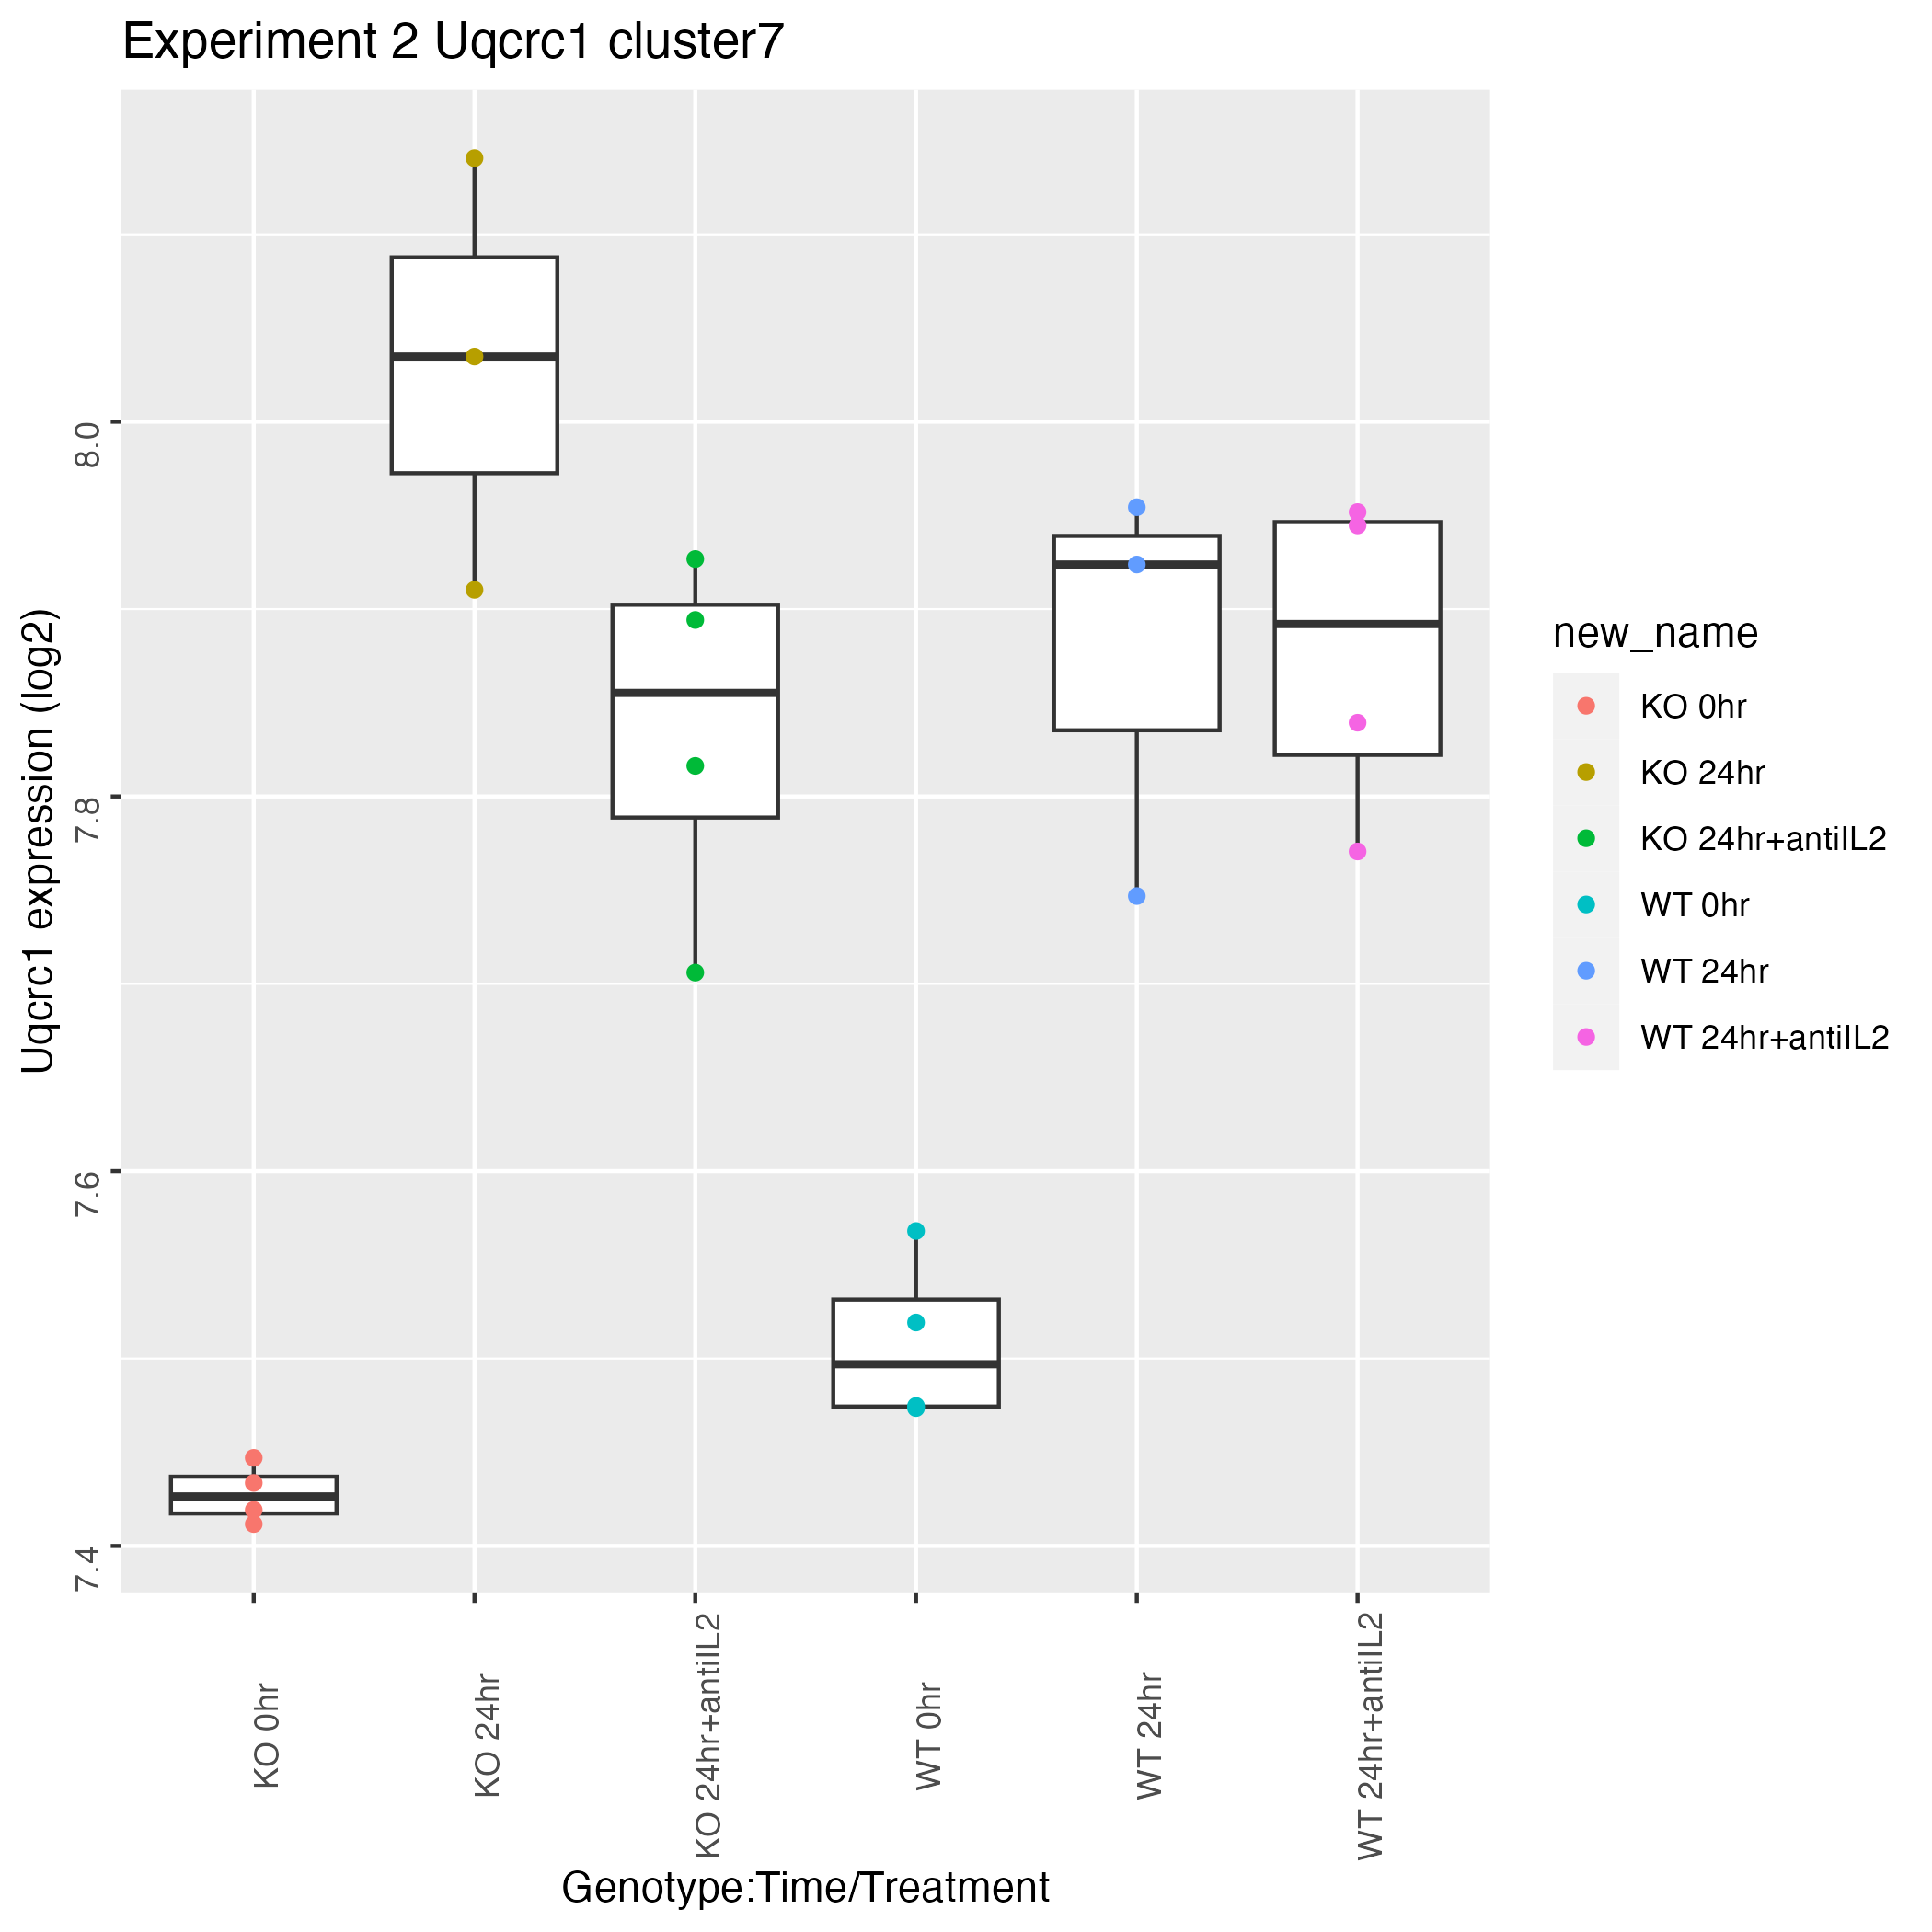 Experiment 2 Uqcrc1 cluster7
Uqcrc1 expression (log2)
8.0
7.8
7.6
7.4
KO 0hr
KO 24hr
KO 24hr+antiIL2
WT 0hr
WT 24hr
WT 24hr+antiIL2
Genotype:Time/Treatment
new_name
KO 0hr
KO 24hr
KO 24hr+antiIL2
WT 0hr
WT 24hr
WT 24hr+antiIL2